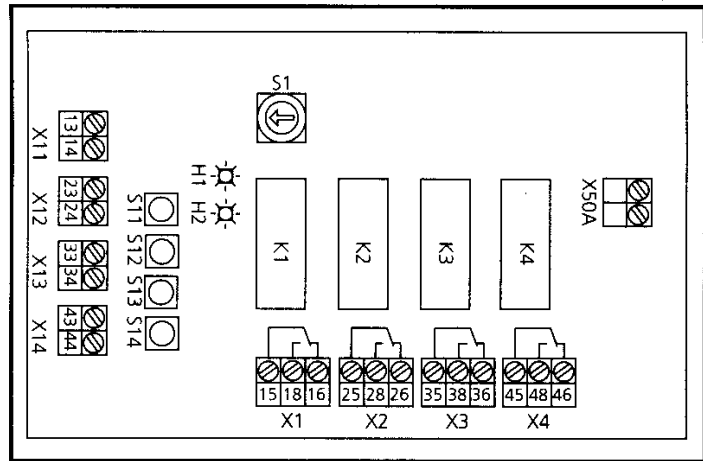 S1
X11
13
14
H1
H2
X12
23
24
S11
S12
S13
S14
X13
33
34
X14
43
44
K1
K2
K3
K4
X50A
15 18 16
25 28 26
35 38 36
45 48 46
X1
X2
X3
X4